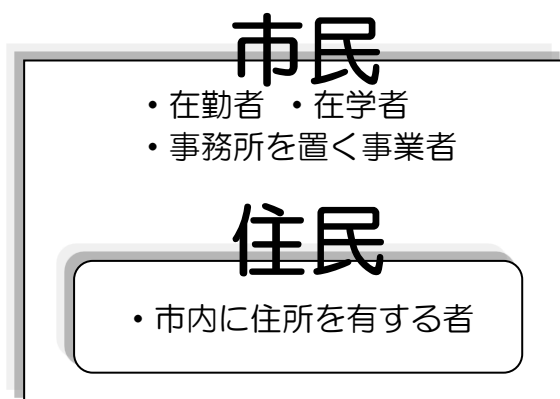 市民
・在勤者 ・在学者
・事務所を置く事業者
住民
・市内に住所を有する者